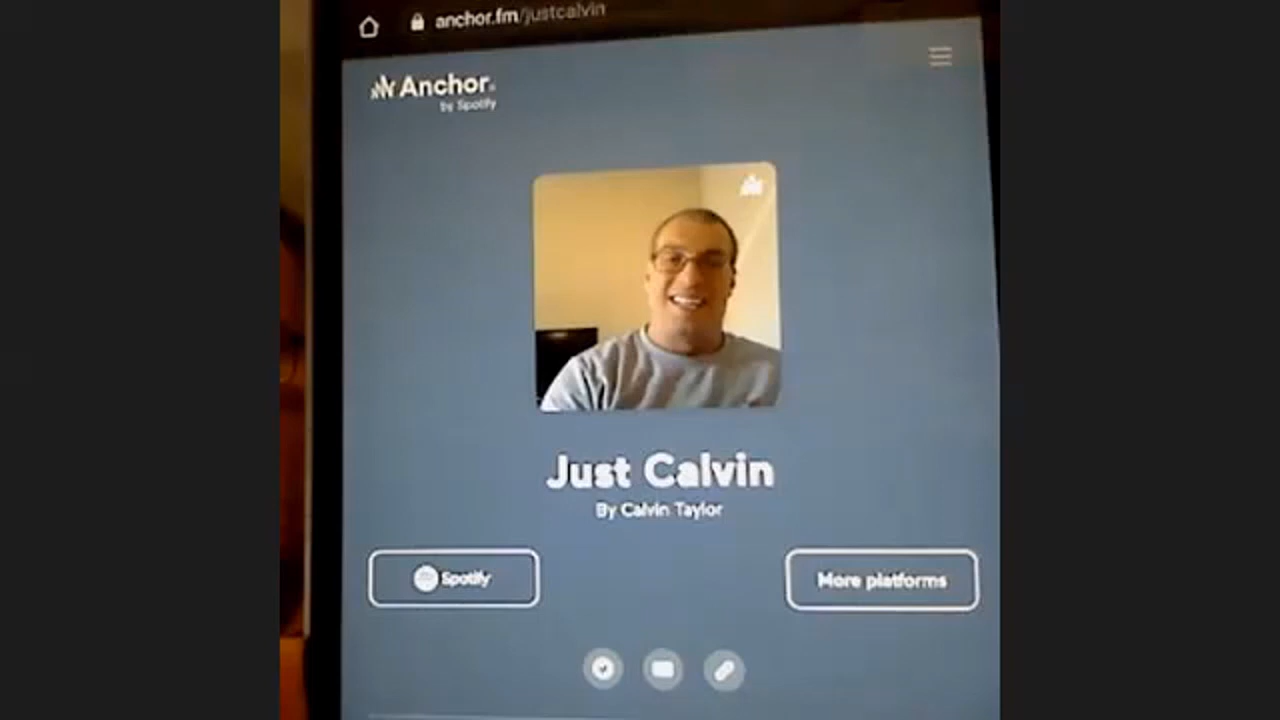 anchor.fm/justcalvin
Anchor
by Spotify
Just Calvin
By Calvin Taylor
Spotify
More platforms